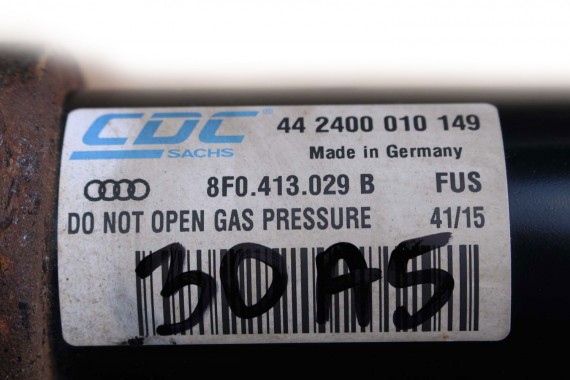 CDC 44 2400 010 149
SACHS Made in Germany
8F0.413.029 B FUS
DO NOT OPEN GAS PRESSURE 41/15
30A5